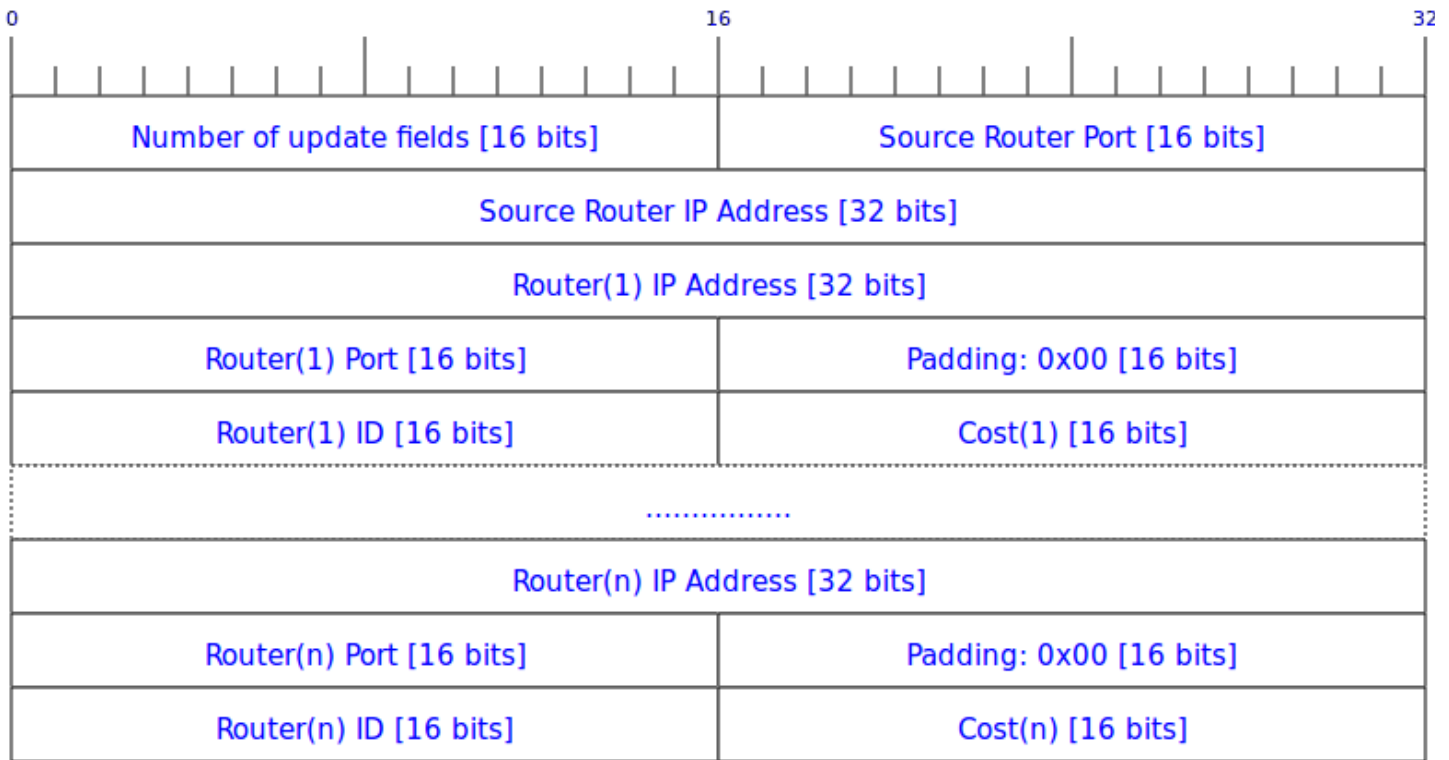 0 16 32
Number of update fields [16 bits] Source Router Port [16 bits]
Source Router IP Address [32 bits]
Router(1) IP Address [32 bits]
Router(1) Port [16 bits] Padding: 0x00 [16 bits]
Router(1) ID [16 bits] Cost(1) [16 bits]
................
Router(n) IP Address [32 bits]
Router(n) Port [16 bits] Padding: 0x00 [16 bits]
Router(n) ID [16 bits] Cost(n) [16 bits]